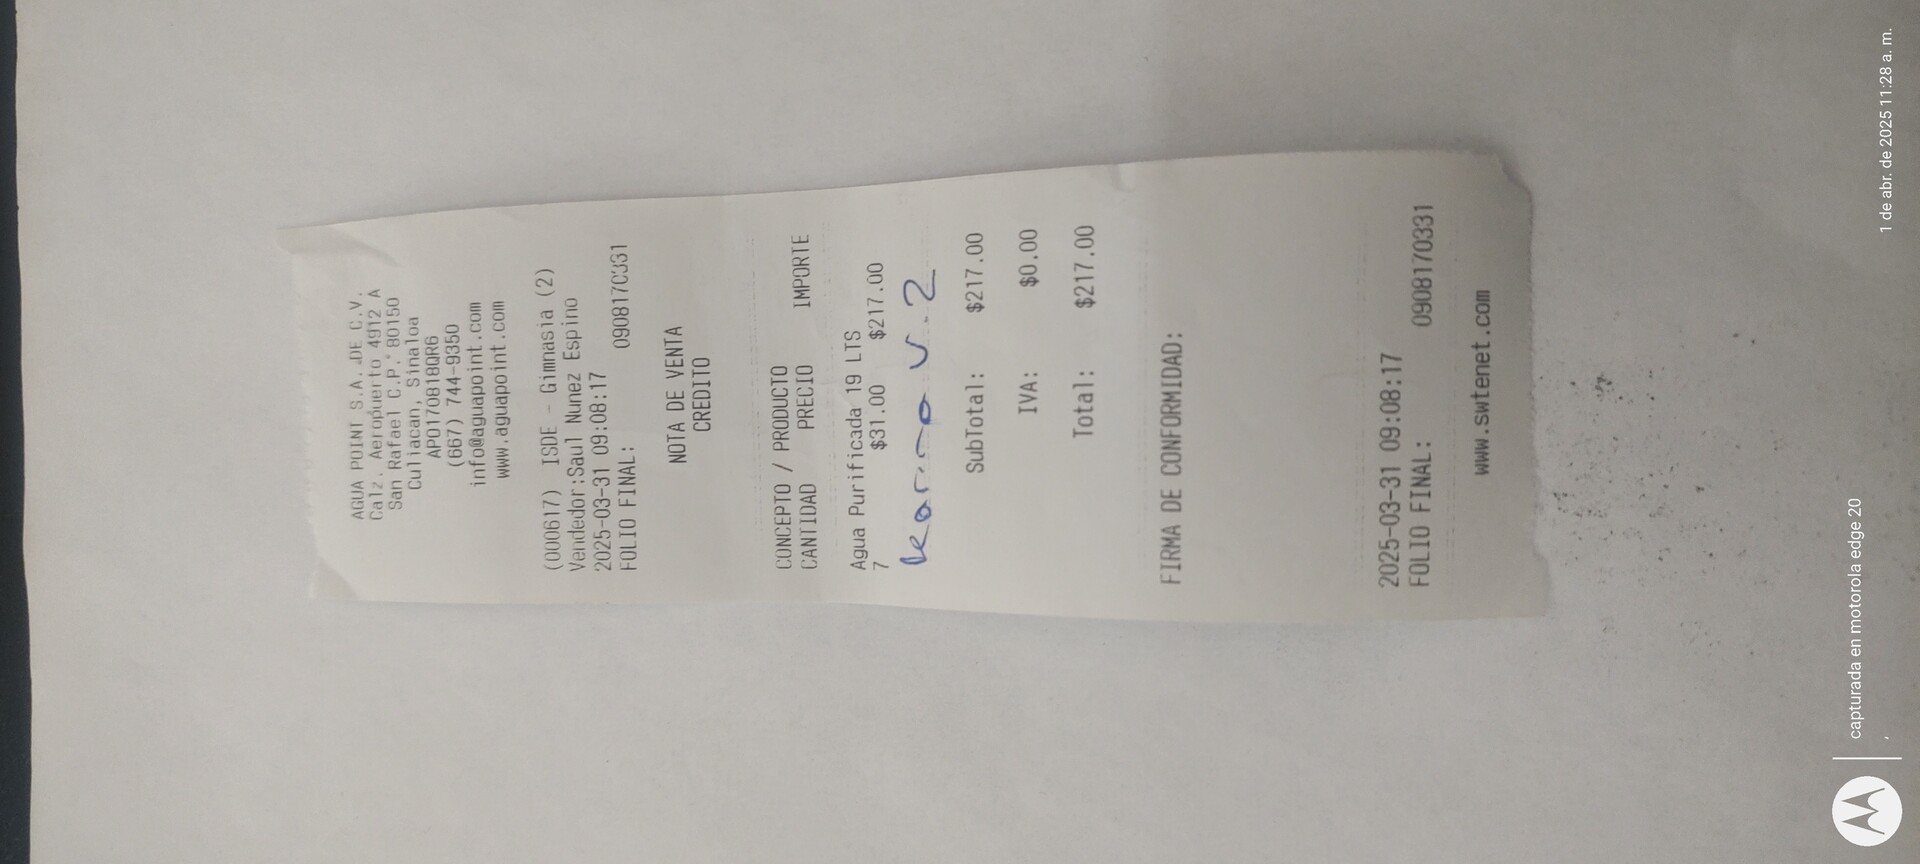 AGUA POINT S.A. DE C.V.
Calz. Aeropuerto 4912 A
San Rafael C.P. 80150
Culiacan, Sinaloa
APO170818QR6
(667) 744-9350
info@aguapoint.com
www.aguapoint.com
(000617) ISDE - Gimnasia (2)
Vendedor:Saul Nunez Espino
2025-03-31 09:08:17
FOLIO FINAL: 0908170331
NOTA DE VENTA
CREDITO
CONCEPTO / PRODUCTO
CANTIDAD PRECIO IMPORTE
Agua Purificada 19 LTS
7 $31.00 $217.00
SubTotal: $217.00
IVA: $0.00
Total: $217.00
FIRMA DE CONFORMIDAD:
2025-03-31 09:08:17
FOLIO FINAL: 0908170331
www.swtenet.com
capturada en motorola edge 20
1 de abr. de 2025 11:28 a. m.